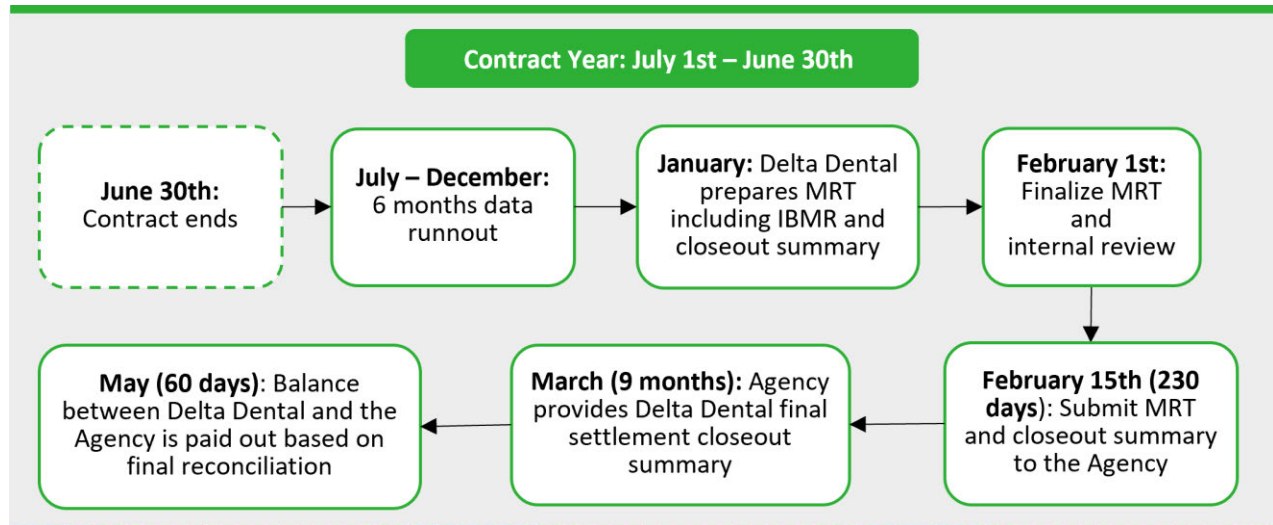 Contract Year: July 1st – June 30th
June 30th:
Contract ends
July – December:
6 months data
runnout
January: Delta Dental
prepares MRT
including IBMR and
closeout summary
February 1st:
Finalize MRT
and
internal review
February 15th (230
days): Submit MRT
and closeout summary
to the Agency
March (9 months): Agency
provides Delta Dental final
settlement closeout
summary
May (60 days): Balance
between Delta Dental and the
Agency is paid out based on
final reconciliation